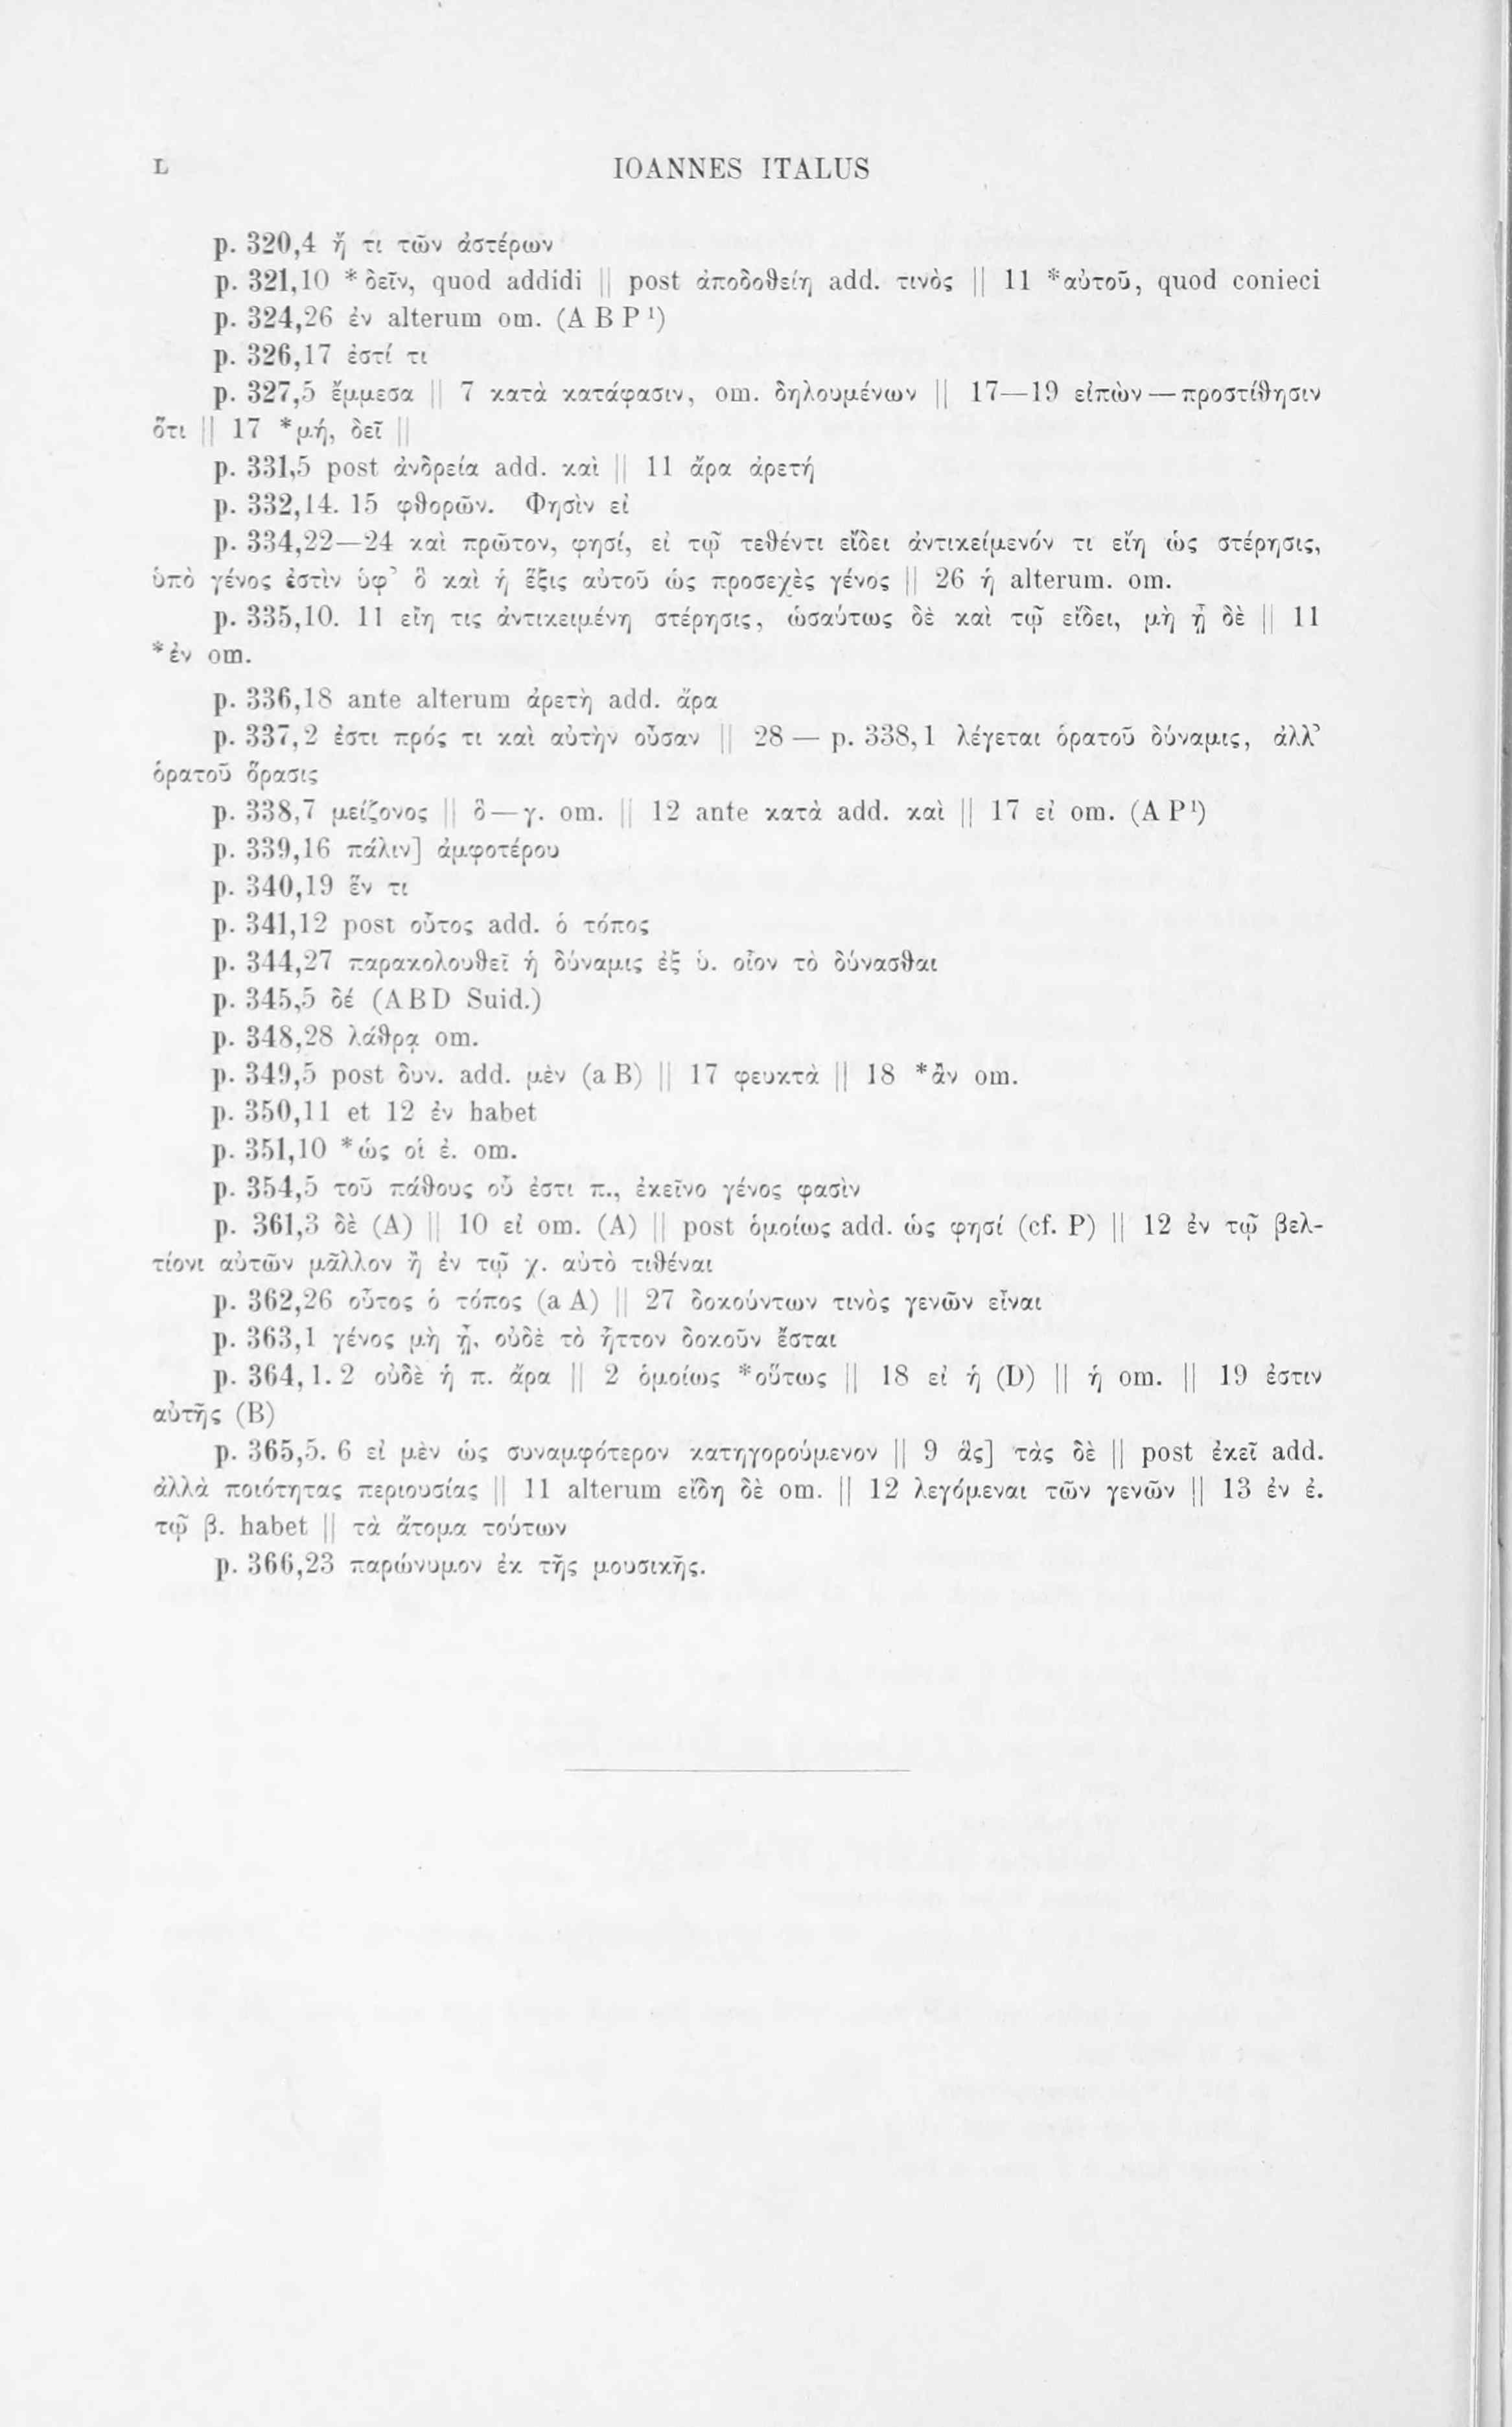 L IOANNES ITALUS
p. 320,4 ἤ τι τῶν ἀστέρων
p. 321,10 *δεῖν, quod addidi || post ἀποδοθείη add. τινὸς || 11 *αὐτοῦ, quod conieci
p. 324,26 ἐν alterum om. (A B P¹)
p. 326,17 ἐστί τι
p. 327,5 ἔμμεσα || 7 κατὰ κατάφασιν, om. δηλουμένων || 17—19 εἰπὼν — προστίθησιν
ὅτι || 17 *μή, δεῖ ||
p. 331,5 post ἀνδρεία add. καὶ || 11 ἄρα ἀρετή
p. 332,14. 15 φθορῶν. Φησὶν εἰ
p. 334,22—24 καὶ πρῶτον, φησί, εἰ τῷ τεθέντι εἴδει ἀντικείμενόν τι εἴη ὡς στέρησις,
ὑπὸ γένος ἐστὶν ὑφ’ ὃ καὶ ἡ ἕξις αὐτοῦ ὡς προσεχὲς γένος || 26 ἡ alterum. om.
p. 335,10. 11 εἴη τις ἀντικειμένη στέρησις, ὡσαύτως δὲ καὶ τῷ εἴδει, μὴ ᾖ δὲ || 11
*ἐν om.
p. 336,18 ante alterum ἀρετὴ add. ἄρα
p. 337,2 ἐστι πρός τι καὶ αὐτὴν οὖσαν || 28 — p. 338,1 λέγεται ὁρατοῦ δύναμις, ἀλλ’
ὁρατοῦ ὅρασις
p. 338,7 μείζονος || ὃ — γ. om. || 12 ante κατὰ add. καὶ || 17 εἰ om. (A P¹)
p. 339,16 πάλιν] ἀμφοτέρου
p. 340,19 ἕν τι
p. 341,12 post οὗτος add. ὁ τόπος
p. 344,27 παρακολουθεῖ ἡ δύναμις ἐξ ὑ. οἷον τὸ δύνασθαι
p. 345,5 δέ (A B D Suid.)
p. 348,28 λάθρᾳ om.
p. 349,5 post δυν. add. μὲν (a B) || 17 φευκτὰ || 18 *ἂν om.
p. 350,11 et 12 ἐν habet
p. 351,10 *ὡς οἱ ἐ. om.
p. 354,5 τοῦ πάθους οὗ ἐστι π., ἐκεῖνο γένος φασὶν
p. 361,3 δὲ (A) || 10 εἰ om. (A) || post ὁμοίως add. ὡς φησί (cf. P) || 12 ἐν τῷ βελ-
τίονι αὐτῶν μᾶλλον ἢ ἐν τῷ χ. αὐτὸ τιθέναι
p. 362,26 οὗτος ὁ τόπος (a A) || 27 δοκούντων τινὸς γενῶν εἶναι
p. 363,1 γένος μὴ ᾖ, οὐδὲ τὸ ἧττον δοκοῦν ἔσται
p. 364,1. 2 οὐδὲ ἡ π. ἄρα || 2 ὁμοίως *οὕτως || 18 εἰ ἡ (D) || ἡ om. || 19 ἐστιν
αὐτῆς (B)
p. 365,5. 6 εἰ μὲν ὡς συναμφότερον κατηγορούμενον || 9 ἃς] τὰς δὲ || post ἐκεῖ add.
ἀλλὰ ποιότητας περιουσίας || 11 alterum εἴδη δὲ om. || 12 λεγόμεναι τῶν γενῶν || 13 ἐν ἐ.
τῷ β. habet || τὰ ἄτομα τούτων
p. 366,23 παρώνυμον ἐκ τῆς μουσικῆς.